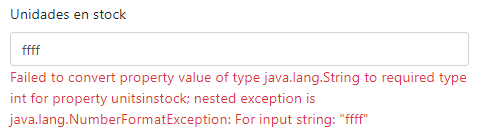 Unidades en stock
ffff
Failed to convert property value of type java.lang.String to required type
int for property unitsinstock; nested exception is
java.lang.NumberFormatException: For input string: "ffff"